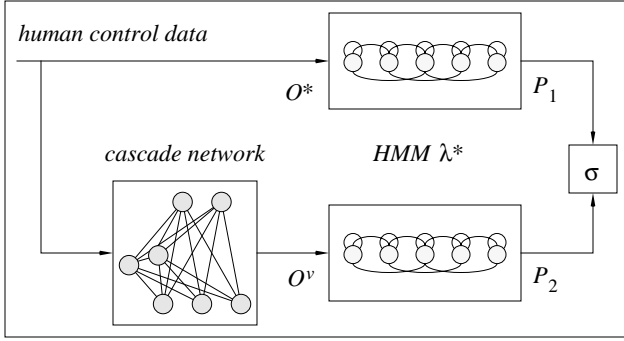 human control data
O*
P1
cascade network
HMM λ*
σ
Oᵛ
P2